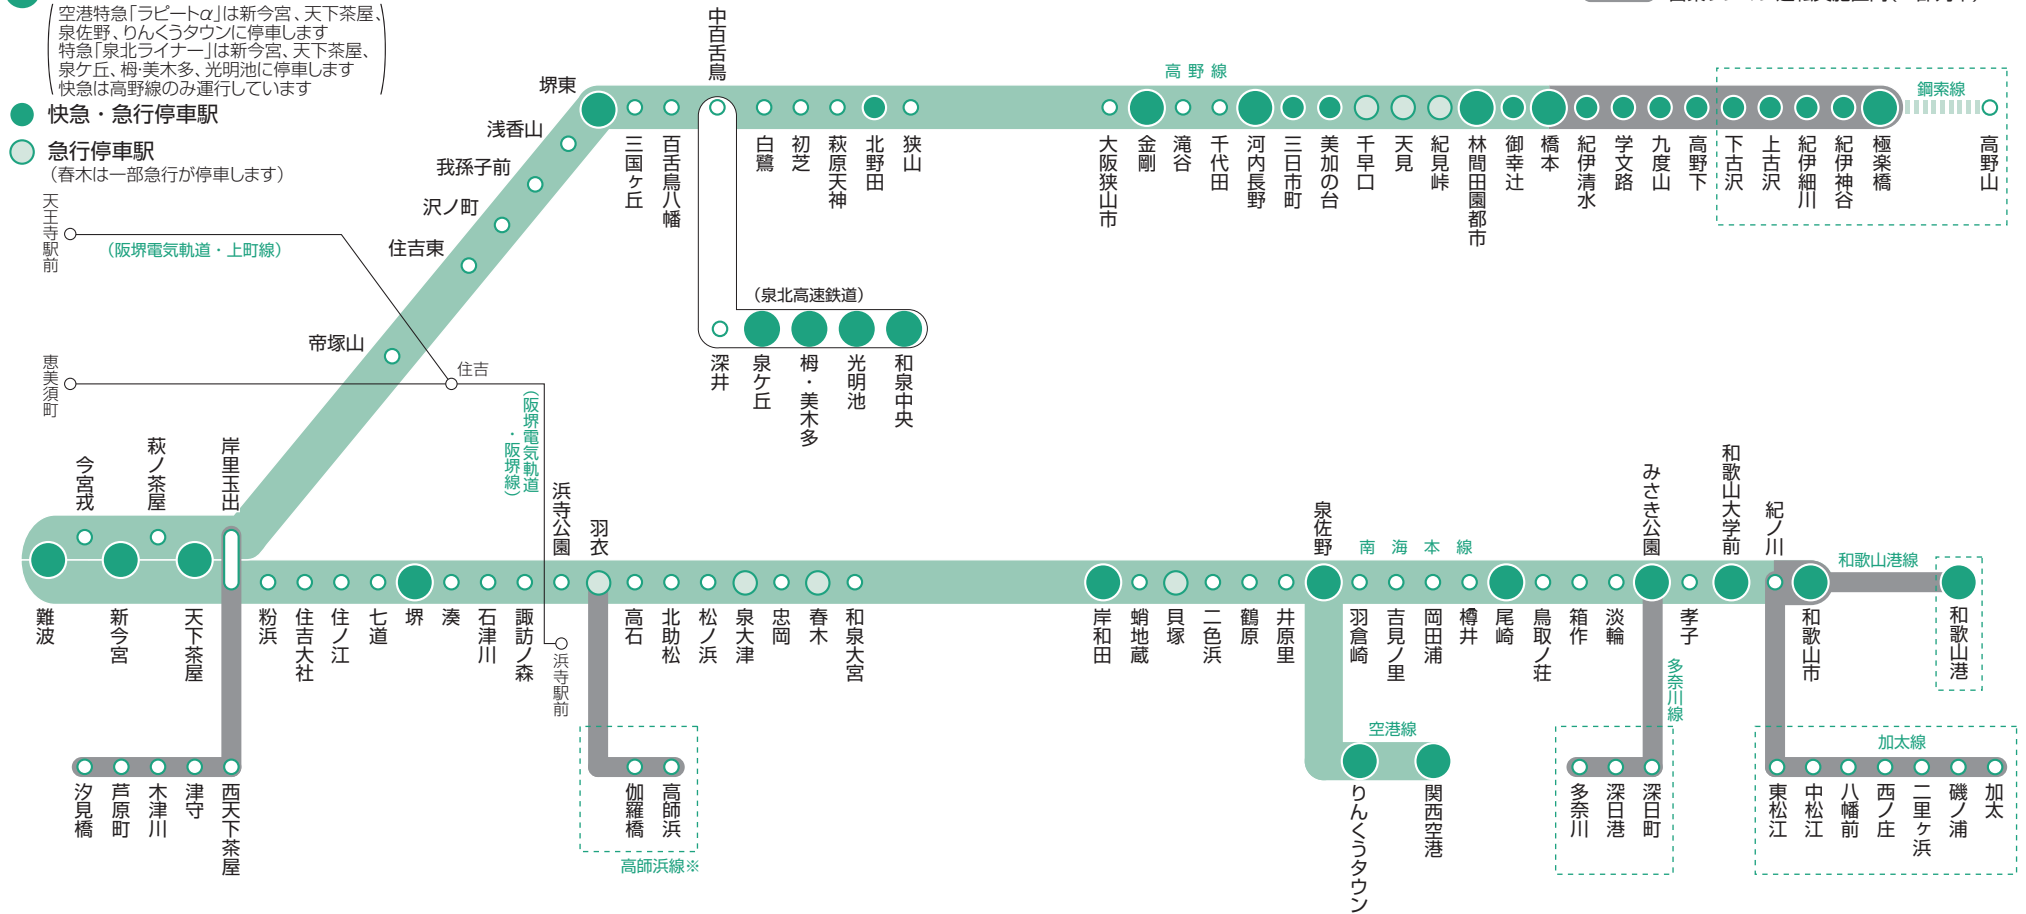 空港特急「ラピートα」は新今宮、天下茶屋、
泉佐野、りんくうタウンに停車します
特急「泉北ライナー」は新今宮、天下茶屋、
泉ケ丘、栂・美木多、光明池に停車します
快急は高野線のみ運行しています
快急・急行停車駅
急行停車駅
（春木は一部急行が停車します）
天王寺駅前
（阪堺電気軌道・上町線）
恵美須町
住吉
（阪堺電気軌道
・阪堺線）
浜寺駅前
高野線
鋼索線
堺東
浅香山
我孫子前
沢ノ町
住吉東
帝塚山
三国ヶ丘
百舌鳥八幡
中百舌鳥
白鷺
初芝
萩原天神
北野田
狭山
大阪狭山市
金剛
滝谷
千代田
河内長野
三日市町
美加の台
千早口
天見
紀見峠
林間田園都市
御幸辻
橋本
紀伊清水
学文路
九度山
高野下
下古沢
上古沢
紀伊細川
紀伊神谷
極楽橋
高野山
（泉北高速鉄道）
深井
泉ケ丘
栂・美木多
光明池
和泉中央
今宮戎
萩ノ茶屋
岸里玉出
難波
新今宮
天下茶屋
粉浜
住吉大社
住ノ江
七道
堺
湊
石津川
諏訪ノ森
浜寺公園
羽衣
高石
北助松
松ノ浜
泉大津
忠岡
春木
和泉大宮
岸和田
蛸地蔵
貝塚
二色浜
鶴原
井原里
泉佐野
南海本線
羽倉崎
吉見ノ里
岡田浦
樽井
尾崎
鳥取ノ荘
箱作
淡輪
みさき公園
孝子
和歌山大学前
紀ノ川
和歌山市
和歌山港線
和歌山港
汐見橋
芦原町
木津川
津守
西天下茶屋
伽羅橋
高師浜
高師浜線※
空港線
りんくうタウン
関西空港
多奈川線
多奈川
深日港
深日町
加太線
東松江
中松江
八幡前
西ノ庄
二里ヶ浜
磯ノ浦
加太